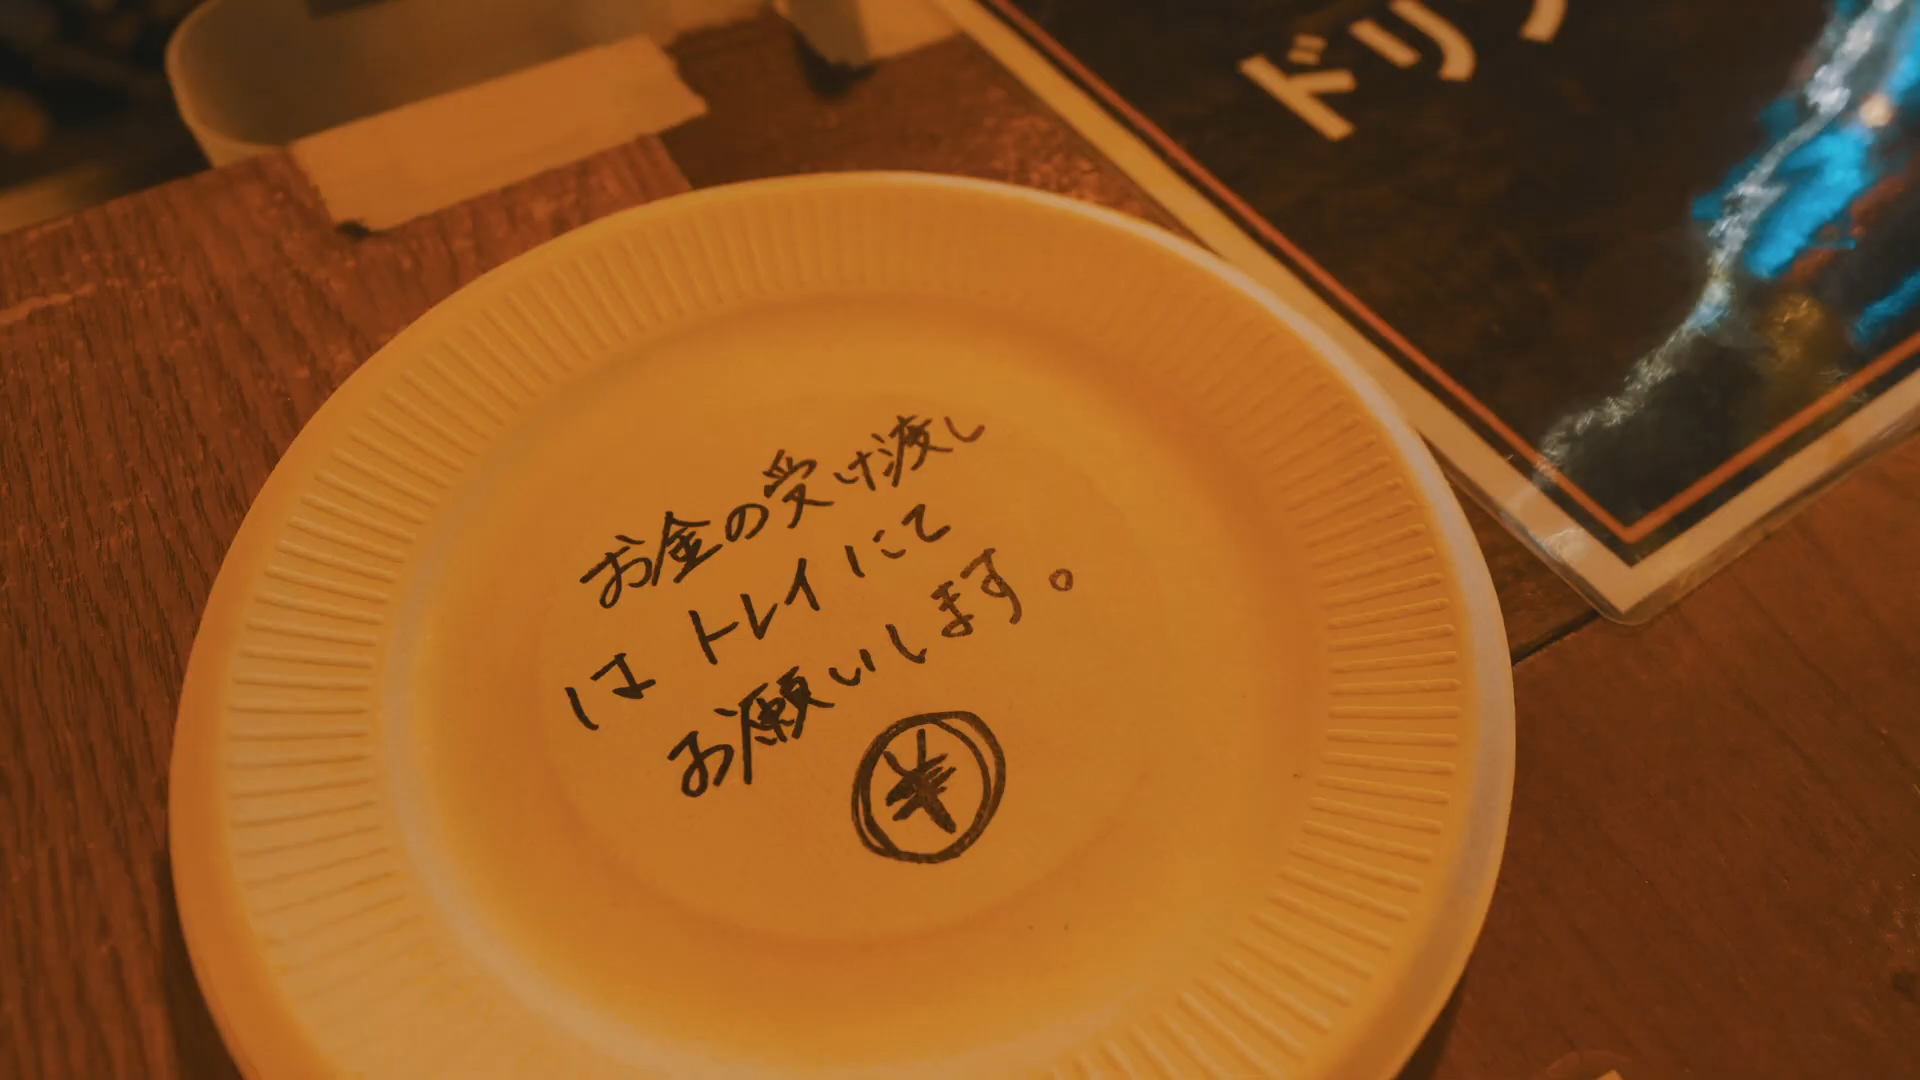 ドリン
お金の受け渡し
は トレイにて
お願いします。
¥